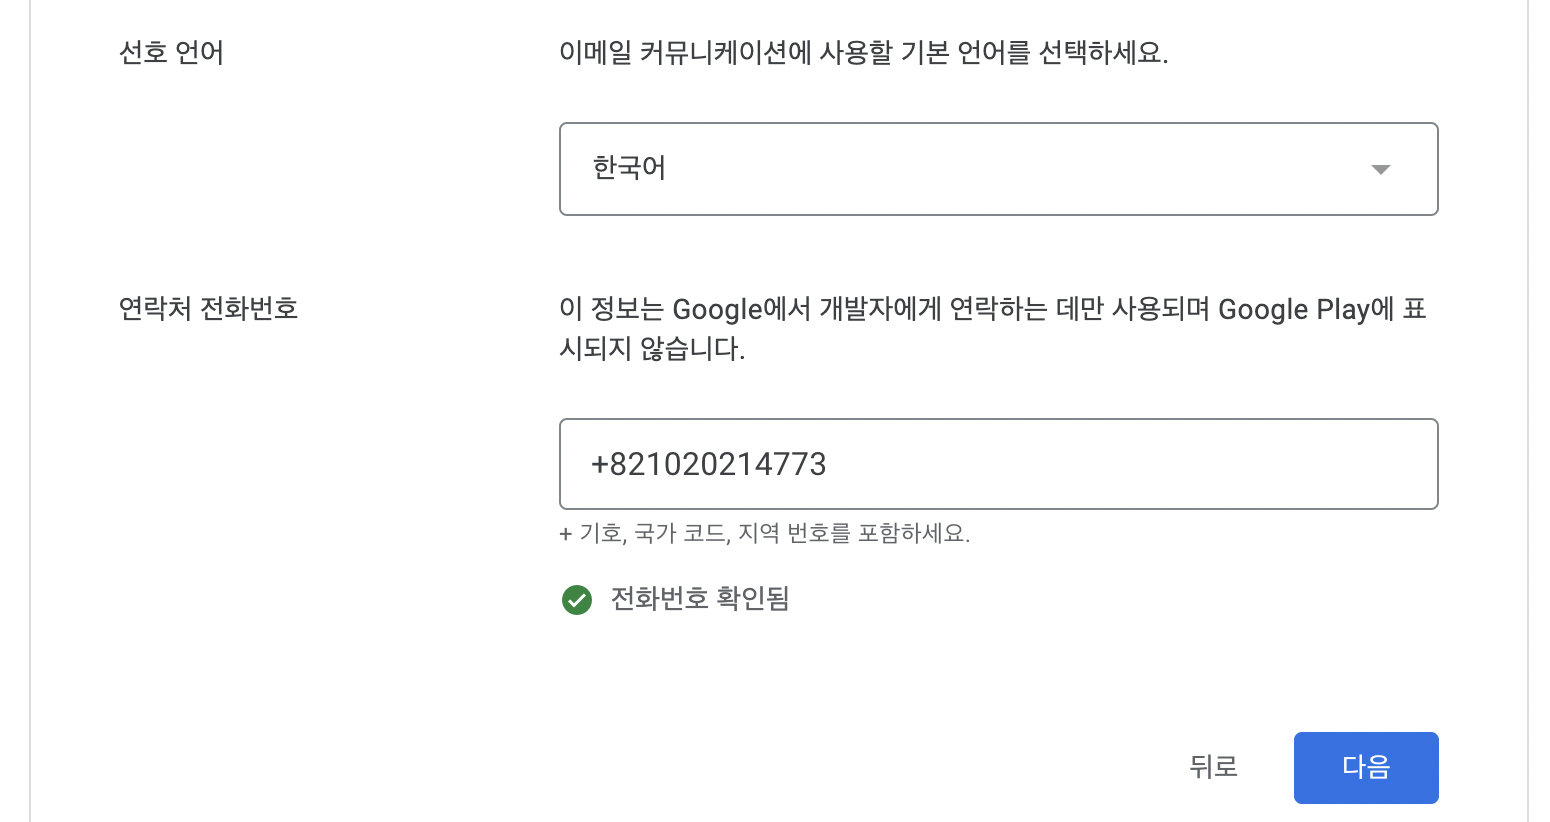 선호 언어
이메일 커뮤니케이션에 사용할 기본 언어를 선택하세요.
한국어
연락처 전화번호
이 정보는 Google에서 개발자에게 연락하는 데만 사용되며 Google Play에 표
시되지 않습니다.
+821020214773
+ 기호, 국가 코드, 지역 번호를 포함하세요.
전화번호 확인됨
뒤로
다음